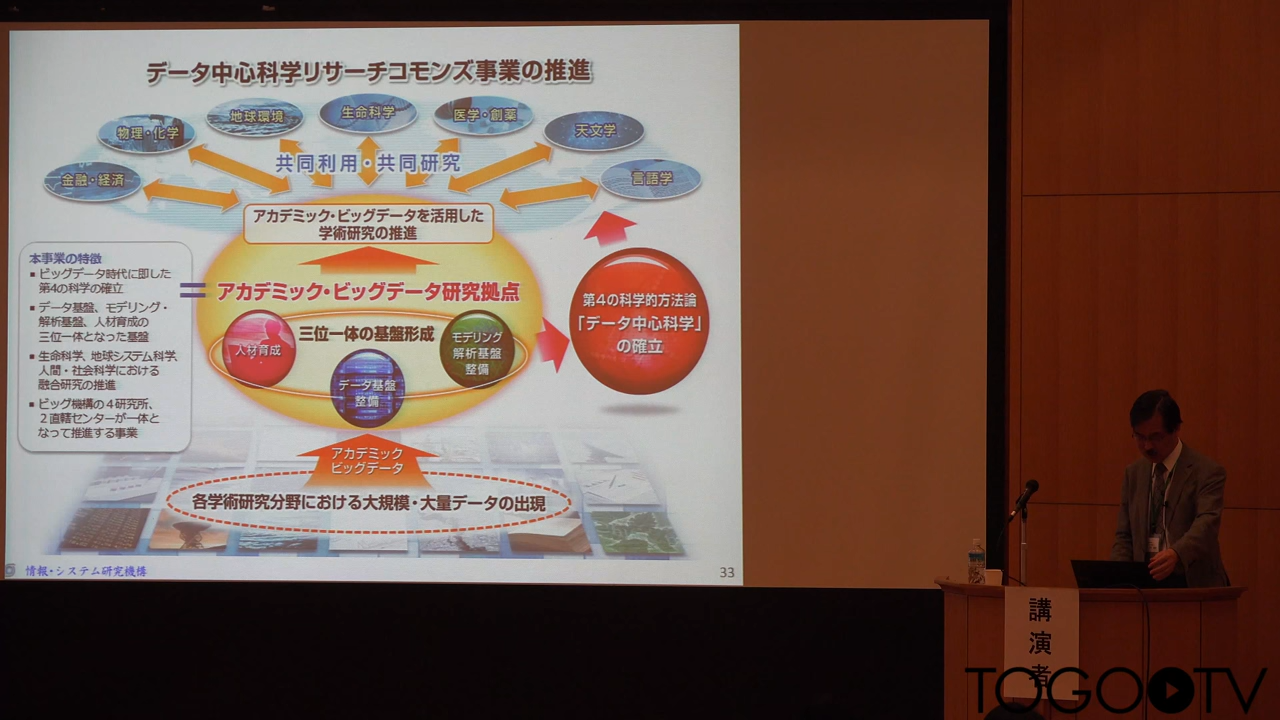 データ中心科学リサーチコモンズ事業の推進
金融・経済
物理・化学
地球環境
生命科学
医学・創薬
天文学
言語学
共同利用・共同研究
アカデミック・ビッグデータを活用した
学術研究の推進
本事業の特徴
■ ビッグデータ時代に即した
第4の科学の確立
■ データ基盤、モデリング・
解析基盤、人材育成の
三位一体となった基盤
■ 生命科学、地球システム科学、
人間・社会科学における
融合研究の推進
■ ビッグ機構の4研究所、
2直轄センターが一体と
なって推進する事業
=
アカデミック・ビッグデータ研究拠点
三位一体の基盤形成
人材育成
データ基盤
整備
モデリング
解析基盤
整備
第4の科学的方法論
「データ中心科学」
の確立
アカデミック
ビッグデータ
各学術研究分野における大規模・大量データの出現
情報・システム研究機構
33
講演者
TOGOTV